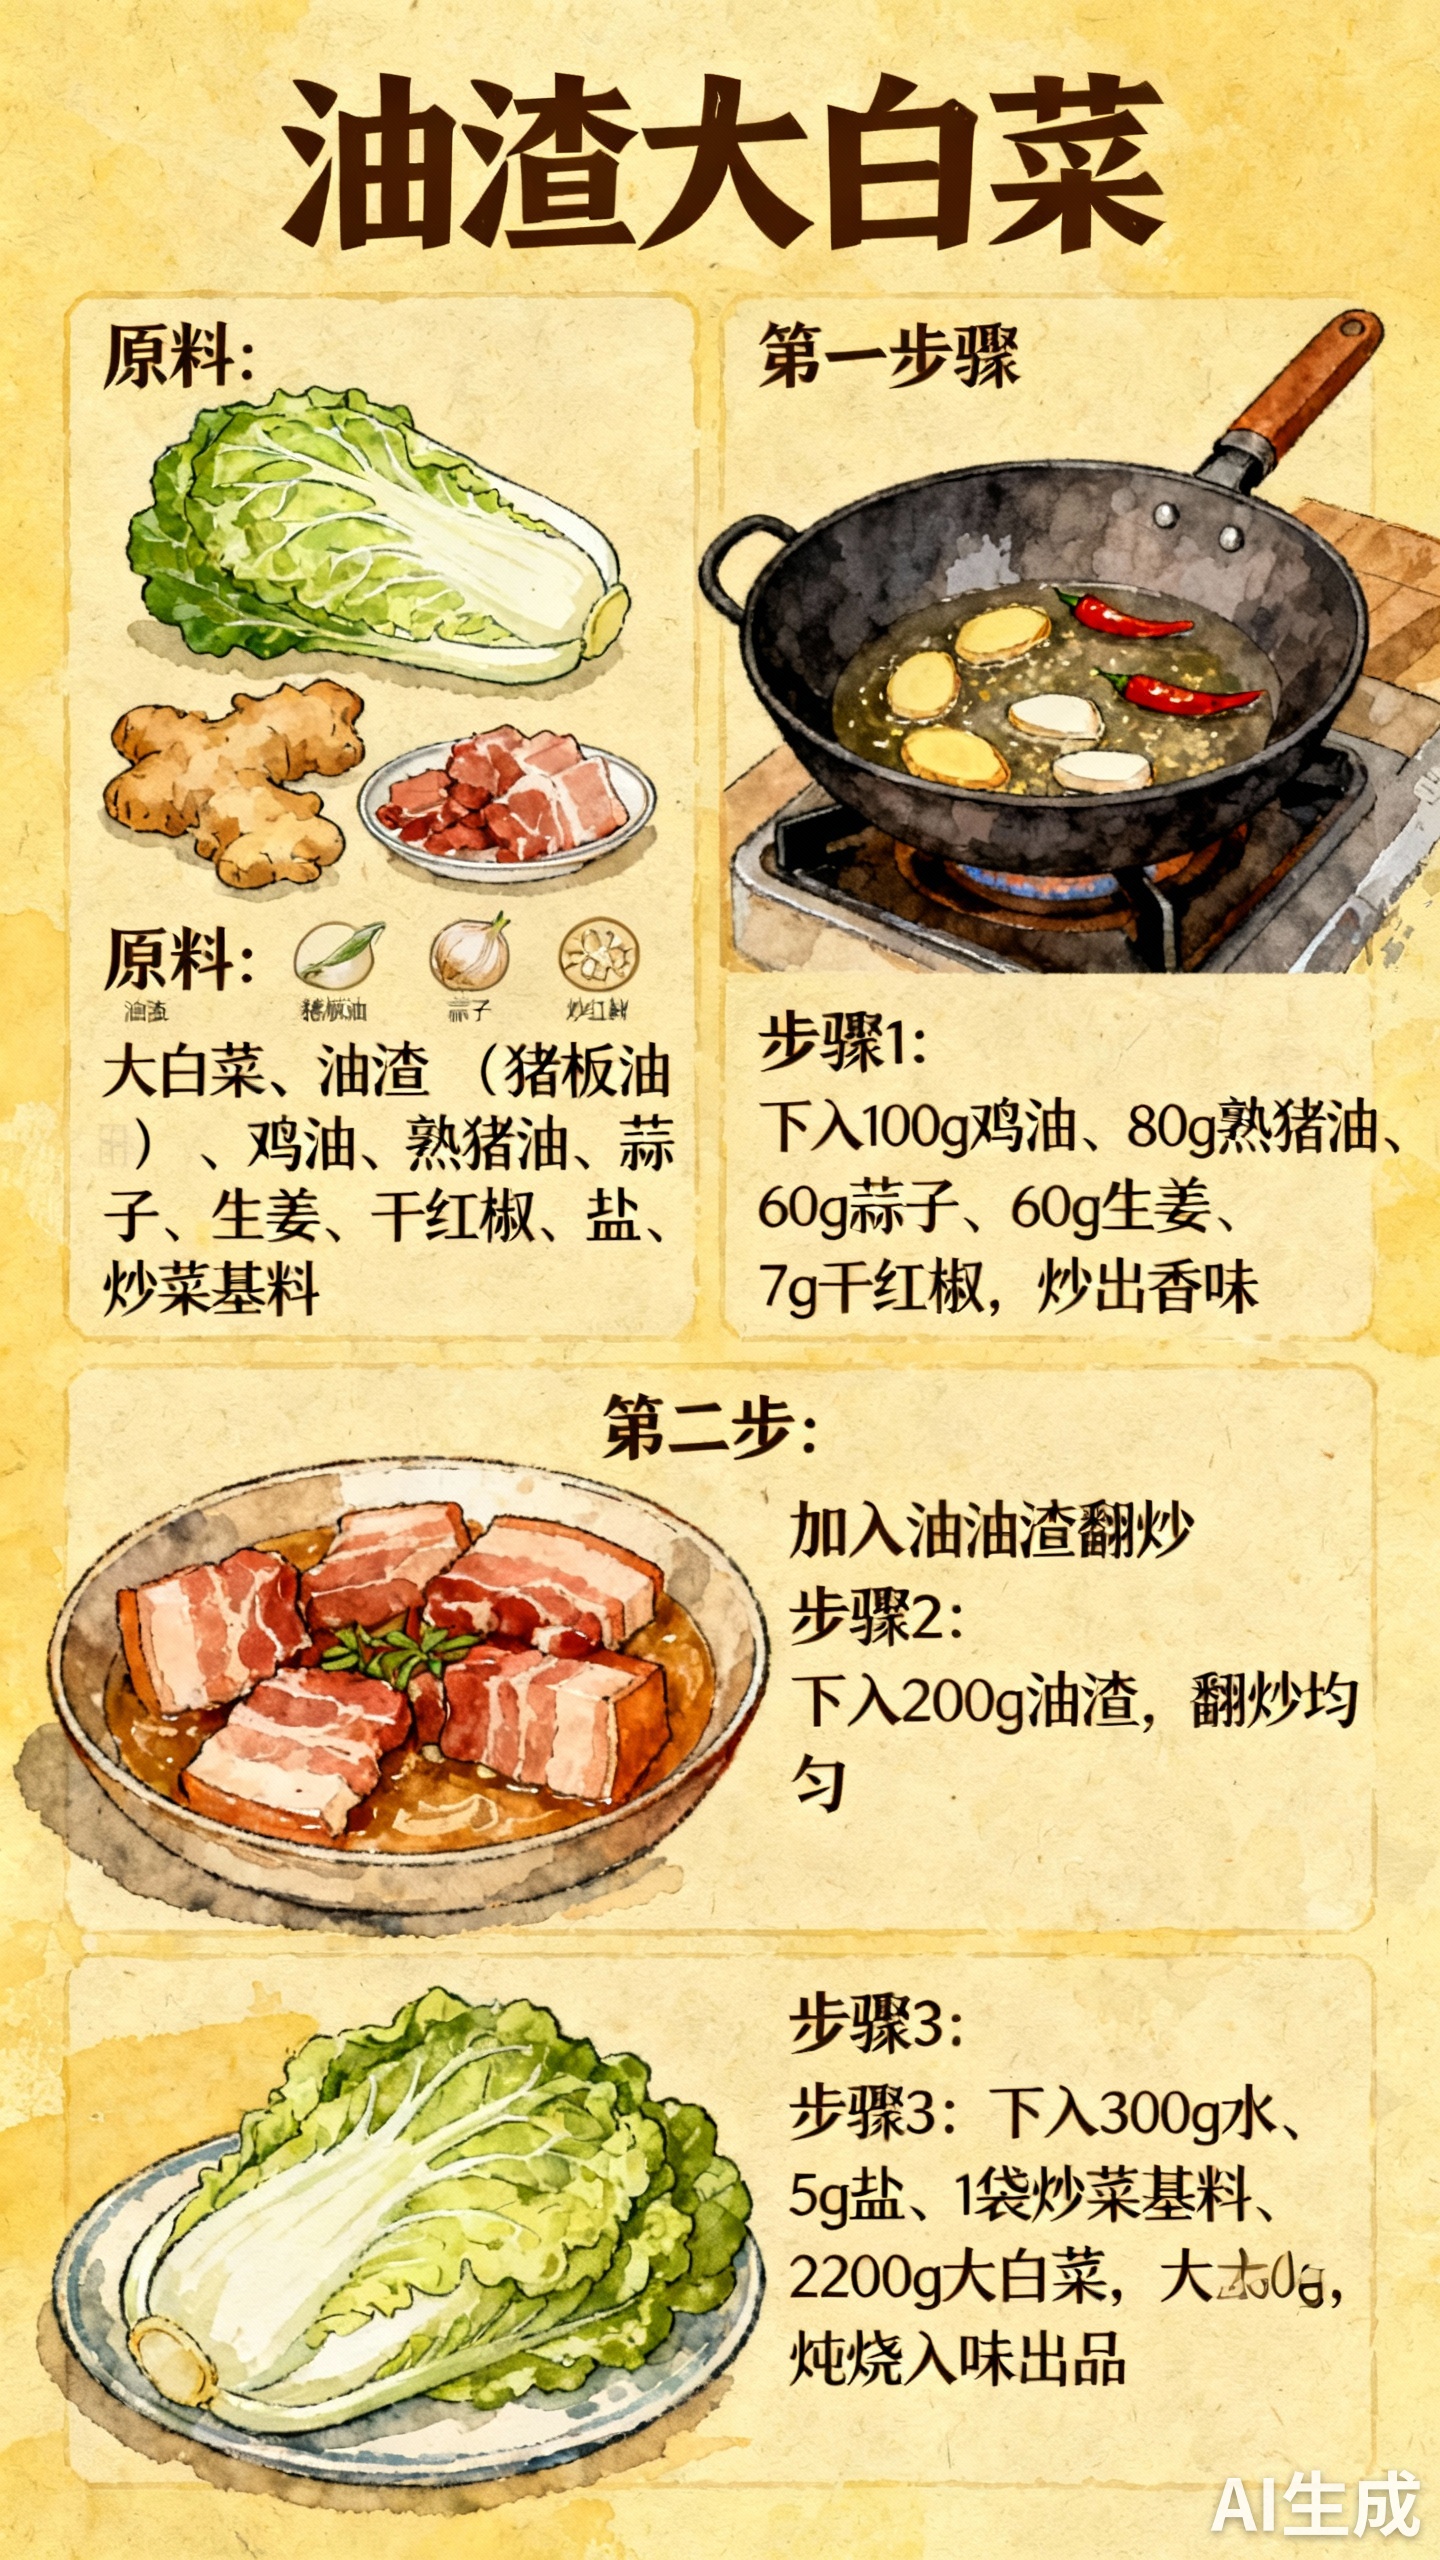 油渣大白菜
原料：
第一步骤
原料：
蒜子
大白菜、油渣（猪板油
）、鸡油、熟猪油、蒜
子、生姜、干红椒、盐、
炒菜基料
步骤1：
下入100g鸡油、80g熟猪油、
60g蒜子、60g生姜、
7g干红椒，炒出香味
第二步：
加入油油渣翻炒
步骤2：
下入200g油渣，翻炒均
匀
步骤3：
步骤3：下入300g水、
5g盐、1袋炒菜基料、
2200g大白菜，大
炖烧入味出品
AI生成